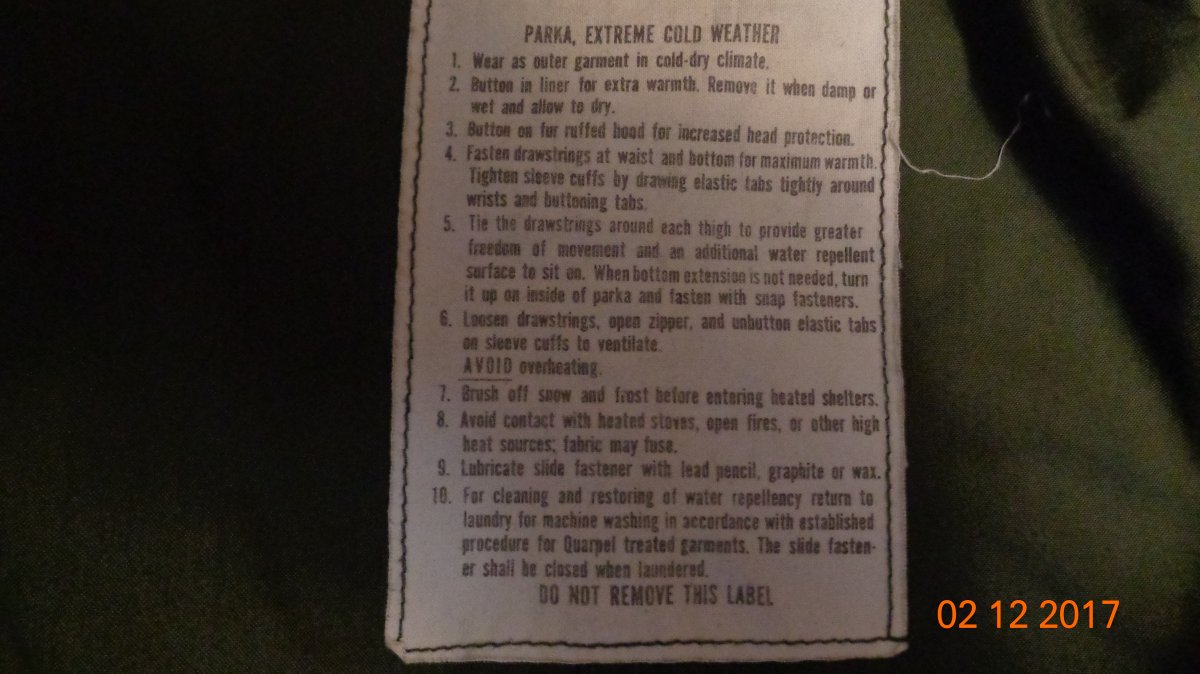 PARKA, EXTREME COLD WEATHER
1. Wear as outer garment in cold-dry climate.
2. Button in liner for extra warmth. Remove it when damp or
wet and allow to dry.
3. Button on fur ruffed hood for increased head protection.
4. Fasten drawstrings at waist and bottom for maximum warmth.
Tighten sleeve cuffs by drawing elastic tabs tightly around
wrists and buttoning tabs.
5. Tie the drawstrings around each thigh to provide greater
freedom of movement and an additional water repellent
surface to sit on. When bottom extension is not needed, turn
it up on inside of parka and fasten with snap fasteners.
6. Loosen drawstrings, open zipper, and unbutton elastic tabs
on sleeve cuffs to ventilate.
AVOID overheating.
7. Brush off snow and frost before entering heated shelters.
8. Avoid contact with heated stoves, open fires, or other high
heat sources; fabric may fuse.
9. Lubricate slide fastener with lead pencil, graphite or wax.
10. For cleaning and restoring of water repellency return to
laundry for machine washing in accordance with established
procedure for Quarpel treated garments. The slide fasten-
er shall be closed when laundered.
DO NOT REMOVE THIS LABEL
02 12 2017